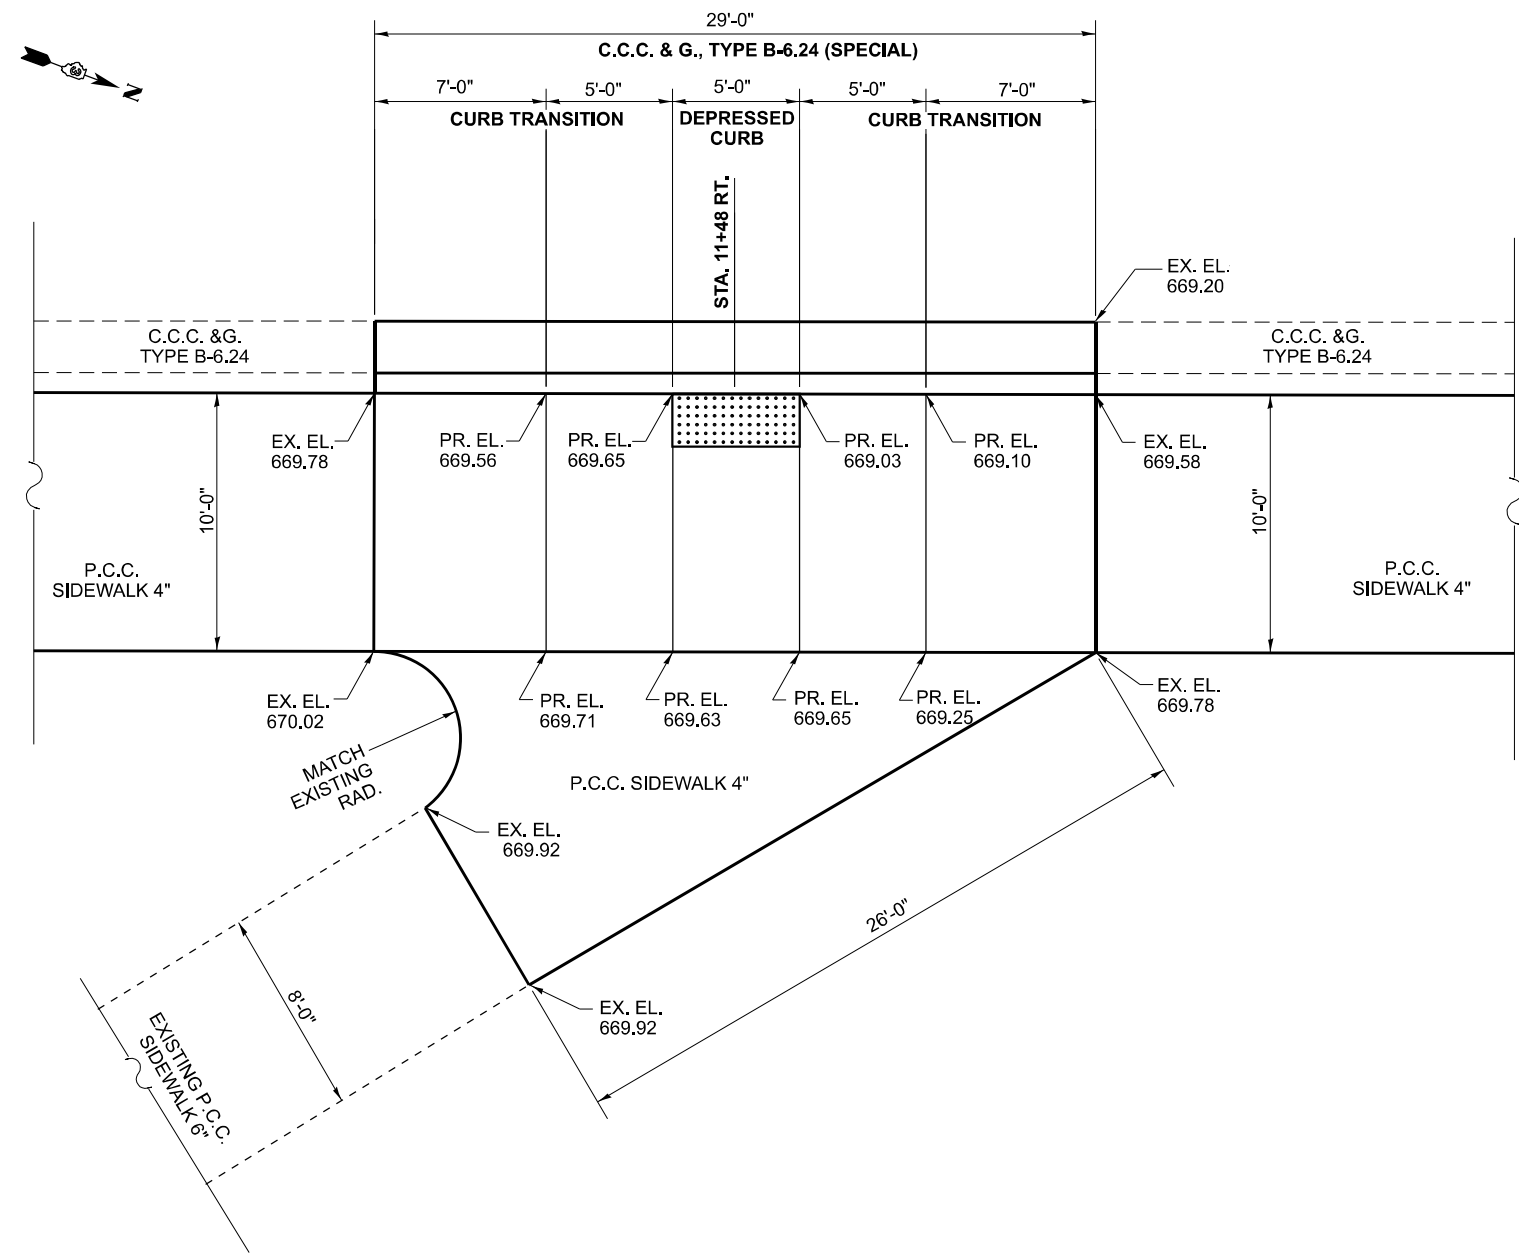 29'-0"
C.C.C. & G., TYPE B-6.24 (SPECIAL)
7'-0"
5'-0"
5'-0"
5'-0"
7'-0"
CURB TRANSITION
DEPRESSED
CURB
CURB TRANSITION
N
STA. 11+48 RT.
EX. EL.
669.20
C.C.C. &G.
TYPE B-6.24
C.C.C. &G.
TYPE B-6.24
EX. EL.
669.78
PR. EL.
669.56
PR. EL.
669.65
PR. EL.
669.03
PR. EL.
669.10
EX. EL.
669.58
10'-0"
10'-0"
P.C.C.
SIDEWALK 4"
P.C.C.
SIDEWALK 4"
EX. EL.
670.02
PR. EL.
669.71
PR. EL.
669.63
PR. EL.
669.65
PR. EL.
669.25
EX. EL.
669.78
MATCH
EXISTING
RAD.
P.C.C. SIDEWALK 4"
EX. EL.
669.92
26'-0"
8'-0"
EX. EL.
669.92
EXISTING P.C.C.
SIDEWALK 6"